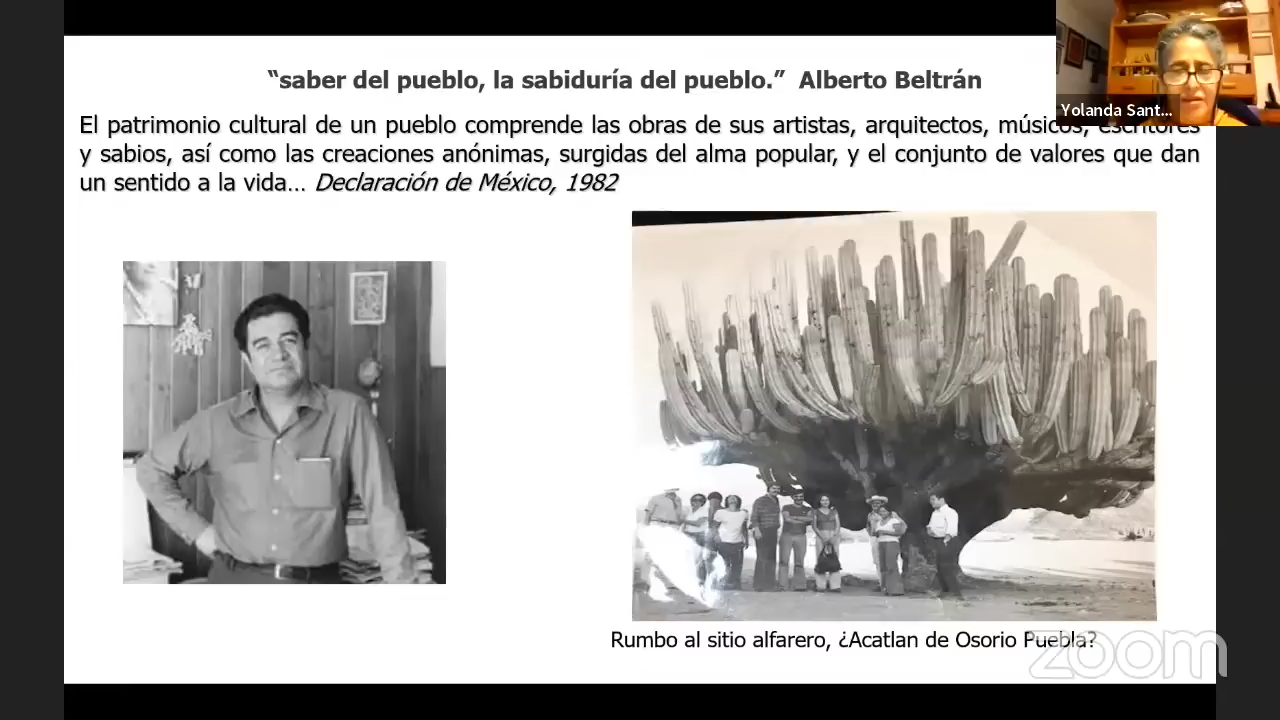 “saber del pueblo, la sabiduría del pueblo.” Alberto Beltrán
Yolanda Sant...
El patrimonio cultural de un pueblo comprende las obras de sus artistas, arquitectos, músicos, escritores
y sabios, así como las creaciones anónimas, surgidas del alma popular, y el conjunto de valores que dan
un sentido a la vida… Declaración de México, 1982
Rumbo al sitio alfarero, ¿Acatlan de Osorio Puebla?
zoom